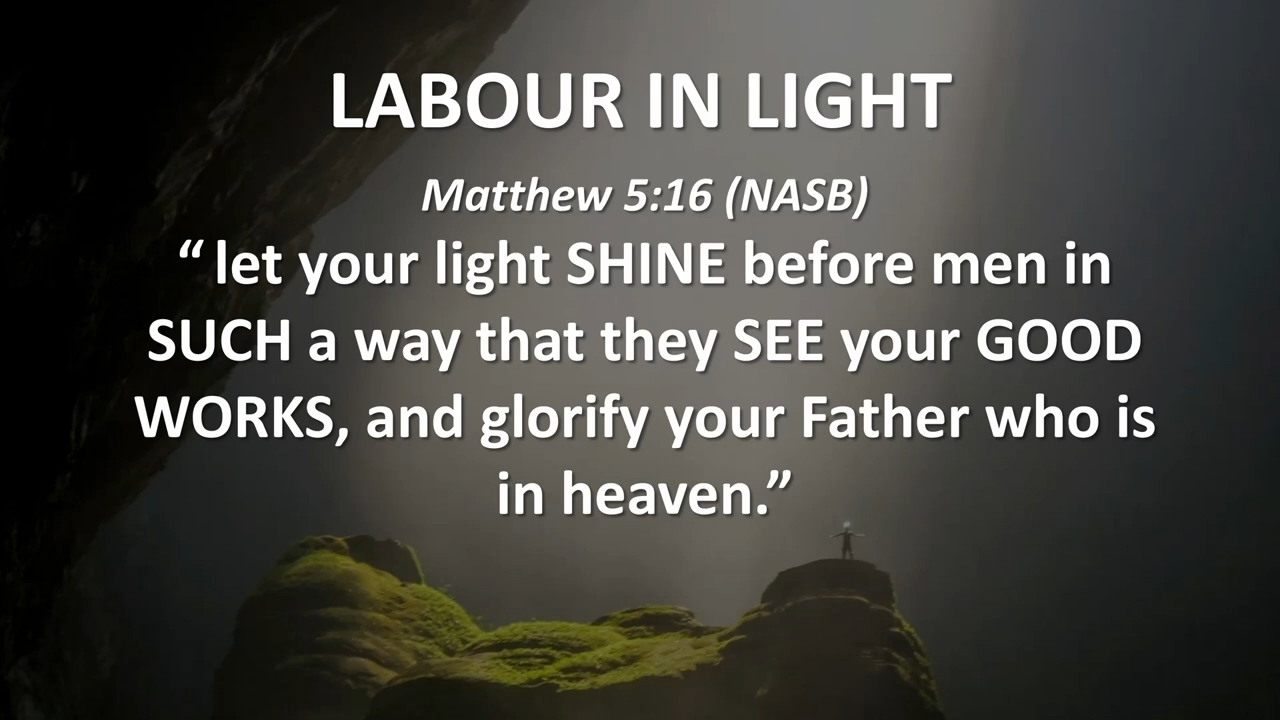 LABOUR IN LIGHT
Matthew 5:16 (NASB)
“ let your light SHINE before men in
SUCH a way that they SEE your GOOD
WORKS, and glorify your Father who is
in heaven.”